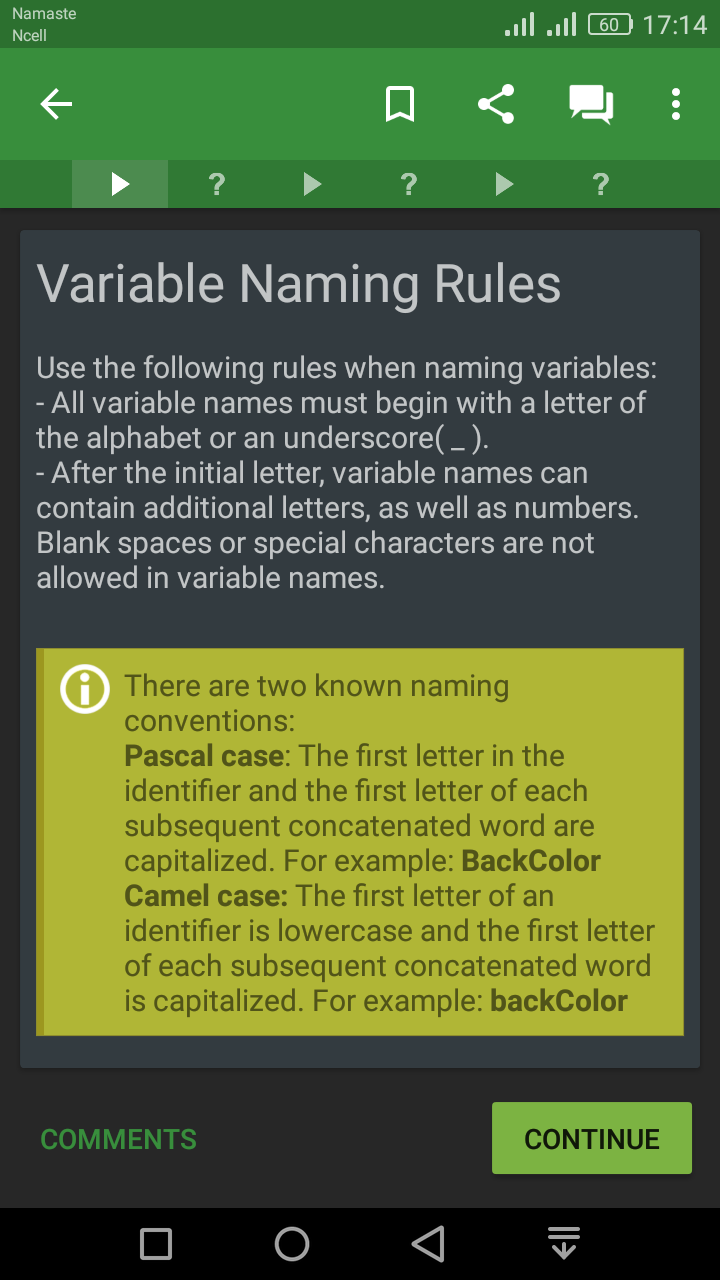 Namaste
Ncell
60
17:14
? ? ?
Variable Naming Rules
Use the following rules when naming variables:
- All variable names must begin with a letter of
the alphabet or an underscore( _ ).
- After the initial letter, variable names can
contain additional letters, as well as numbers.
Blank spaces or special characters are not
allowed in variable names.
There are two known naming
conventions:
Pascal case: The first letter in the
identifier and the first letter of each
subsequent concatenated word are
capitalized. For example: BackColor
Camel case: The first letter of an
identifier is lowercase and the first letter
of each subsequent concatenated word
is capitalized. For example: backColor
COMMENTS
CONTINUE